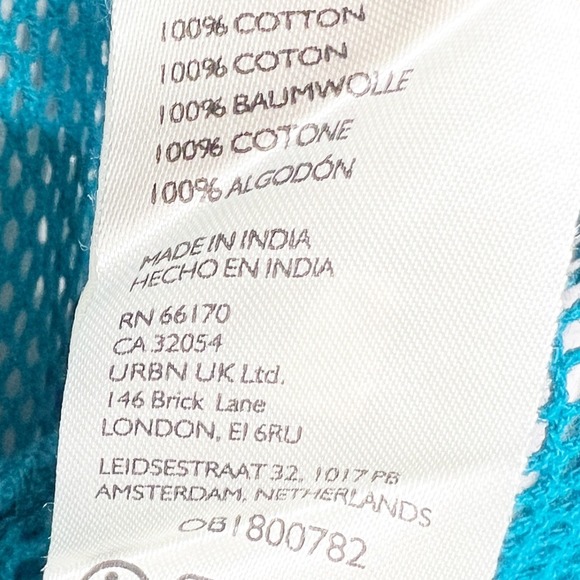 100% COTTON
100% COTON
100% BAUMWOLLE
100% COTONE
100% ALGODÓN
MADE IN INDIA
HECHO EN INDIA
RN 66170
CA 32054
URBN UK Ltd.
146 Brick Lane
LONDON, E1 6RU
LEIDSESTRAAT 32, 1017 PB
AMSTERDAM, NETHERLANDS
OB1800782